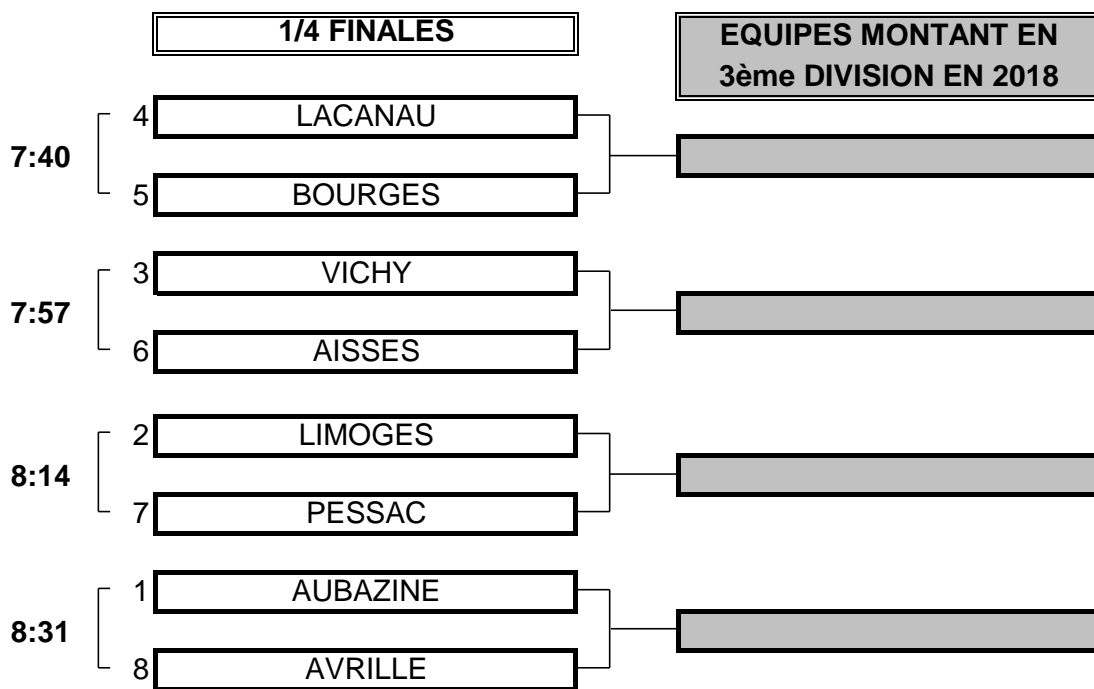 1/4 FINALES
EQUIPES MONTANT EN
3ème DIVISION EN 2018
4 LACANAU
7:40
5 BOURGES
3 VICHY
7:57
6 AISSES
2 LIMOGES
8:14
7 PESSAC
1 AUBAZINE
8:31
8 AVRILLE